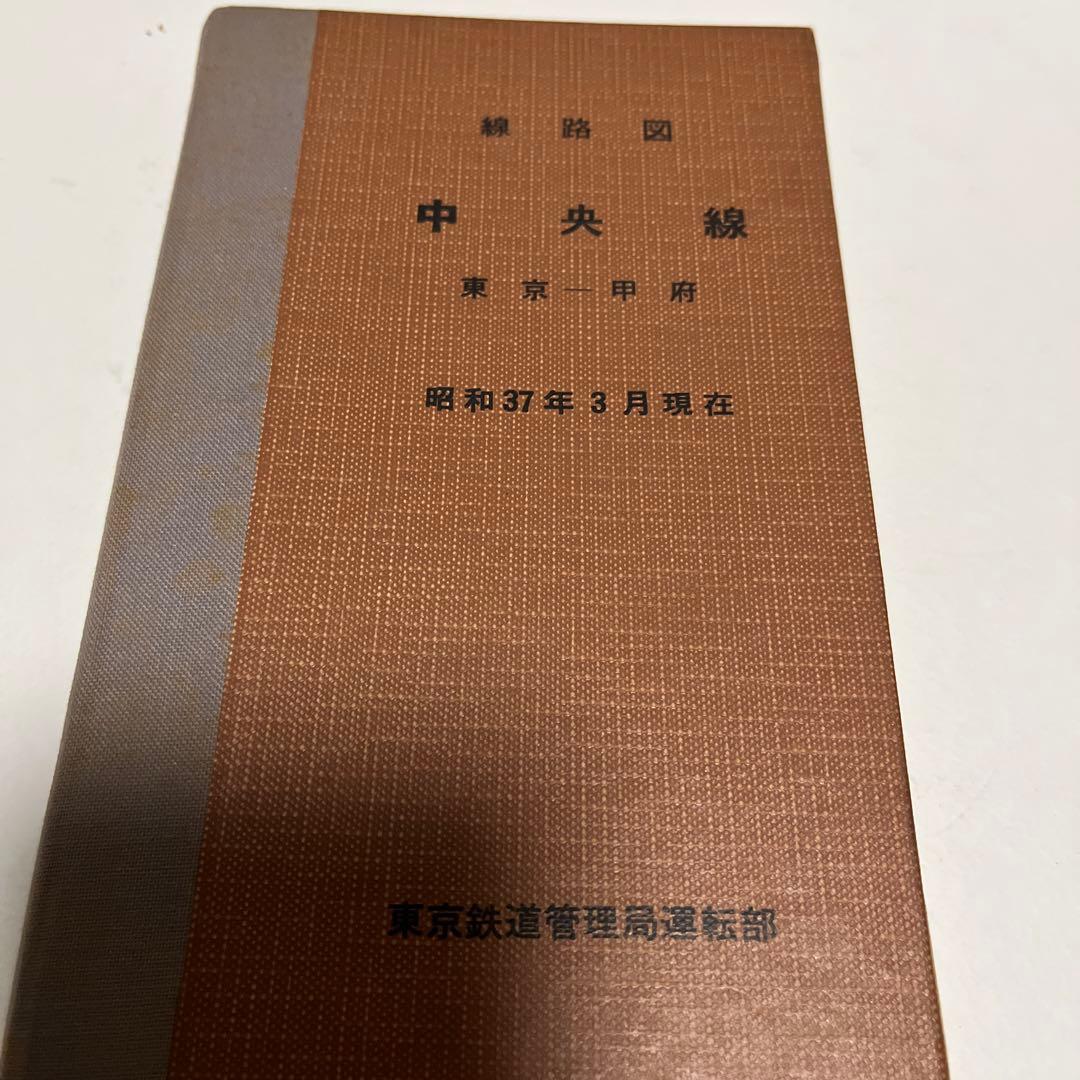 線路図
中央線
東京―甲府
昭和37年3月現在
東京鉄道管理局運転部